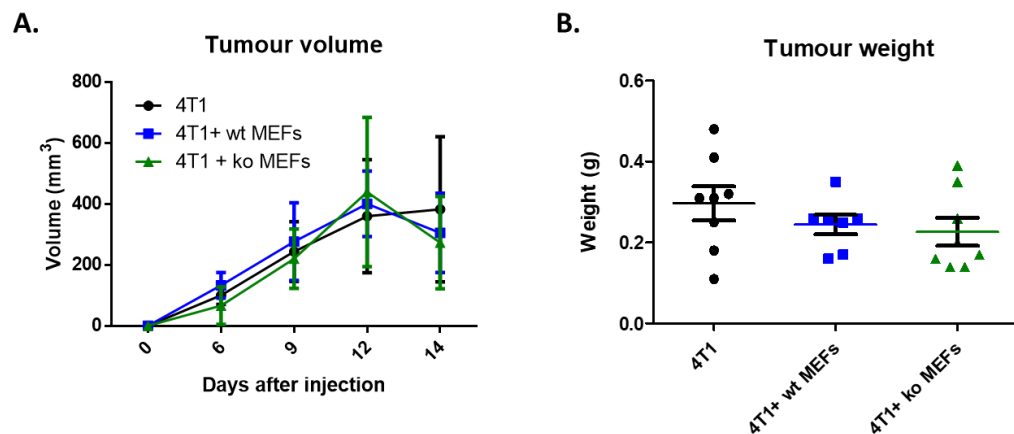 A.
Tumour volume
Volume (mm³)
800
600
400
200
0
4T1
4T1+ wt MEFs
4T1 + ko MEFs
0
6
9
12
14
Days after injection
B.
Tumour weight
Weight (g)
0.6
0.4
0.2
0.0
4T1
4T1+ wt MEFs
4T1+ ko MEFs